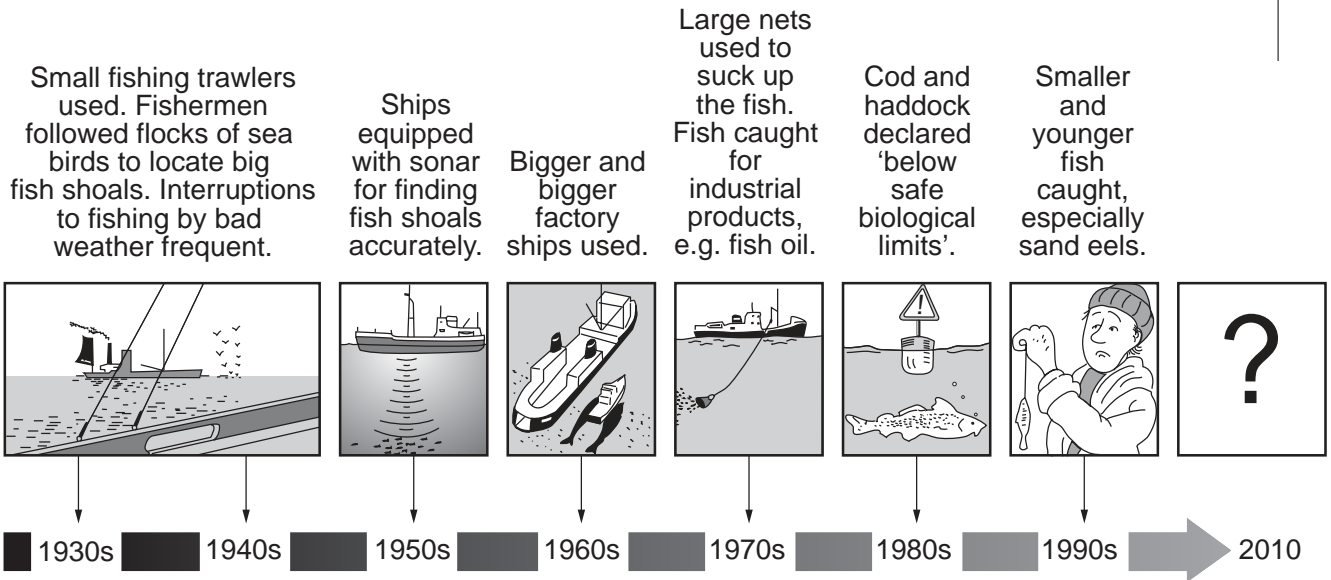 Small fishing trawlers
used. Fishermen
followed flocks of sea
birds to locate big
fish shoals. Interruptions
to fishing by bad
weather frequent.
Ships
equipped
with sonar
for finding
fish shoals
accurately.
Bigger and
bigger
factory
ships used.
Large nets
used to
suck up
the fish.
Fish caught
for
industrial
products,
e.g. fish oil.
Cod and
haddock
declared
‘below
safe
biological
limits’.
Smaller
and
younger
fish
caught,
especially
sand eels.
!
?
1930s 1940s 1950s 1960s 1970s 1980s 1990s 2010